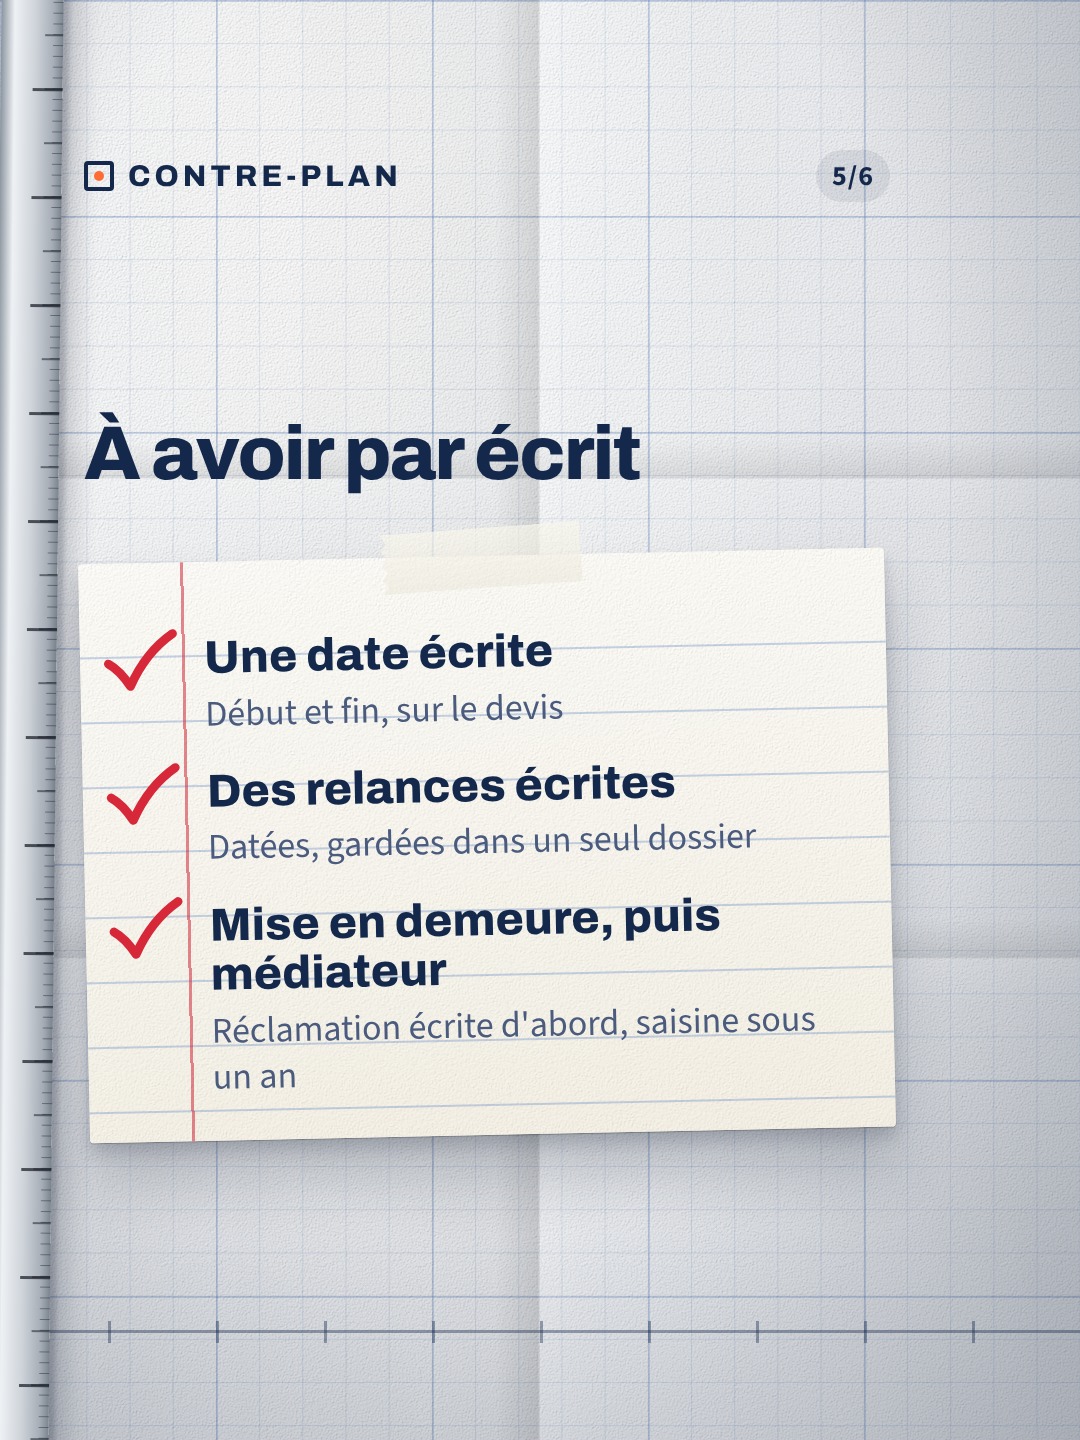 CONTRE-PLAN
5/6
À avoir par écrit
Une date écrite
Début et fin, sur le devis
Des relances écrites
Datées, gardées dans un seul dossier
Mise en demeure, puis
médiateur
Réclamation écrite d'abord, saisine sous
un an